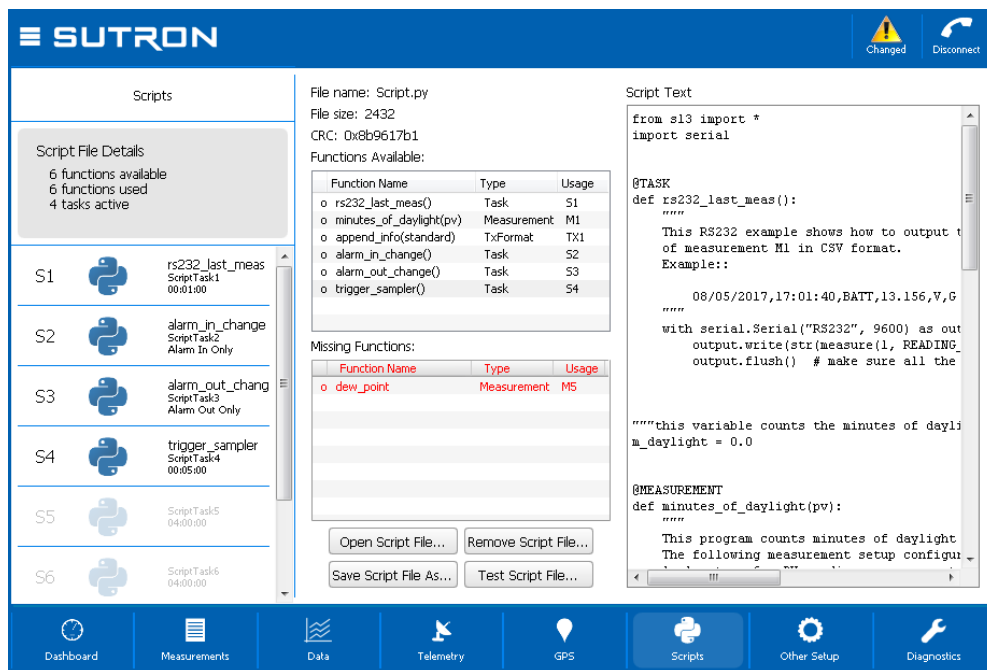 SUTRON
Changed
Disconnect
Scripts
Script File Details
6 functions available
6 functions used
4 tasks active
S1
rs232_last_meas
ScriptTask1
00:01:00
S2
alarm_in_change
ScriptTask2
Alarm In Only
S3
alarm_out_chang
ScriptTask3
Alarm Out Only
S4
trigger_sampler
ScriptTask4
00:05:00
S5
ScriptTask5
04:00:00
S6
ScriptTask6
04:00:00
File name: Script.py
File size: 2432
CRC: 0x8b9617b1
Functions Available:
Function Name Type Usage
o rs232_last_meas() Task S1
o minutes_of_daylight(pv) Measurement M1
o append_info(standard) TxFormat TX1
o alarm_in_change() Task S2
o alarm_out_change() Task S3
o trigger_sampler() Task S4
Missing Functions:
Function Name Type Usage
o dew_point Measurement M5
Open Script File...
Remove Script File...
Save Script File As...
Test Script File...
Script Text
from sl3 import *
import serial
@TASK
def rs232_last_meas():
"""
This RS232 example shows how to output t
of measurement M1 in CSV format.
Example::
08/05/2017,17:01:40,BATT,13.156,V,G
"""
with serial.Serial("RS232", 9600) as out
output.write(str(measure(1, READING_
output.flush() # make sure all the
"""this variable counts the minutes of dayli
m_daylight = 0.0
@MEASUREMENT
def minutes_of_daylight(pv):
"""
This program counts minutes of daylight
The following measurement setup configur
Dashboard
Measurements
Data
Telemetry
GPS
Scripts
Other Setup
Diagnostics